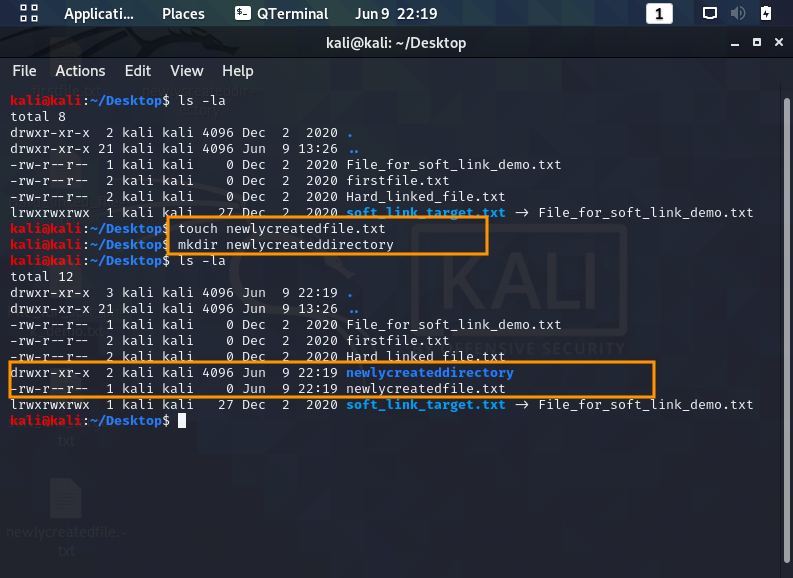 Applicati... Places QTerminal Jun 9 22:19 1
kali@kali: ~/Desktop
File Actions Edit View Help
kali@kali:~/Desktop$ ls -la
total 8
drwxr-xr-x 2 kali kali 4096 Dec 2 2020 .
drwxr-xr-x 21 kali kali 4096 Jun 9 13:26 ..
-rw-r--r-- 1 kali kali 0 Dec 2 2020 File_for_soft_link_demo.txt
-rw-r--r-- 2 kali kali 0 Dec 2 2020 firstfile.txt
-rw-r--r-- 2 kali kali 0 Dec 2 2020 Hard_linked_file.txt
lrwxrwxrwx 1 kali kali 27 Dec 2 2020 soft_link_target.txt -> File_for_soft_link_demo.txt
kali@kali:~/Desktop$ touch newlycreatedfile.txt
kali@kali:~/Desktop$ mkdir newlycreateddirectory
kali@kali:~/Desktop$ ls -la
total 12
drwxr-xr-x 3 kali kali 4096 Jun 9 22:19 .
drwxr-xr-x 21 kali kali 4096 Jun 9 13:26 ..
-rw-r--r-- 1 kali kali 0 Dec 2 2020 File_for_soft_link_demo.txt
-rw-r--r-- 2 kali kali 0 Dec 2 2020 firstfile.txt
-rw-r--r-- 2 kali kali 0 Dec 2 2020 Hard_linked_file.txt
drwxr-xr-x 2 kali kali 4096 Jun 9 22:19 newlycreateddirectory
-rw-r--r-- 1 kali kali 0 Jun 9 22:19 newlycreatedfile.txt
lrwxrwxrwx 1 kali kali 27 Dec 2 2020 soft_link_target.txt -> File_for_soft_link_demo.txt
kali@kali:~/Desktop$
KALI
SECURITY
txt
newlycreatedfile.-
txt